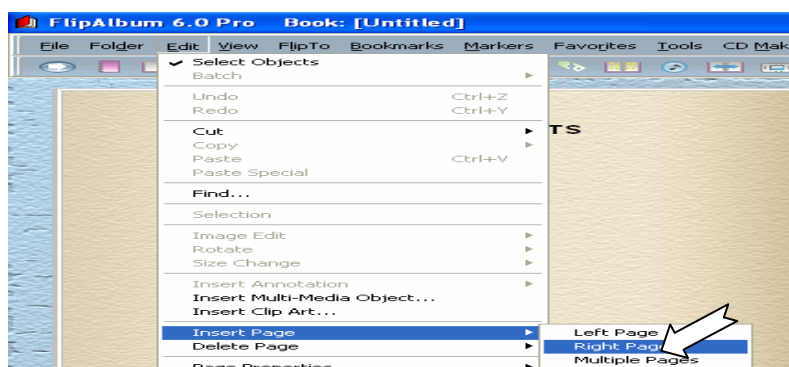 FlipAlbum 6.0 Pro Book: [Untitled]
File Folder Edit View FlipTo Bookmarks Markers Favorites Tools CD Mak
Select Objects
Batch
Undo Ctrl+Z
Redo Ctrl+Y
Cut
TS
Copy
Paste Ctrl+V
Paste Special
Find...
Selection
Image Edit
Rotate
Size Change
Insert Annotation
Insert Multi-Media Object...
Insert Clip Art...
Insert Page
Left Page
Delete Page
Right Page
Multiple Pages
Page Properties